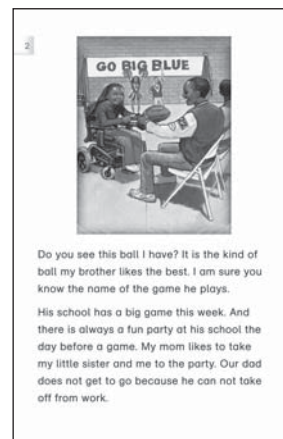 2
GO BIG BLUE
Do you see this ball I have? It is the kind of
ball my brother likes the best. I am sure you
know the name of the game he plays.
His school has a big game this week. And
there is always a fun party at his school the
day before a game. My mom likes to take
my little sister and me to the party. Our dad
does not get to go because he can not take
off from work.